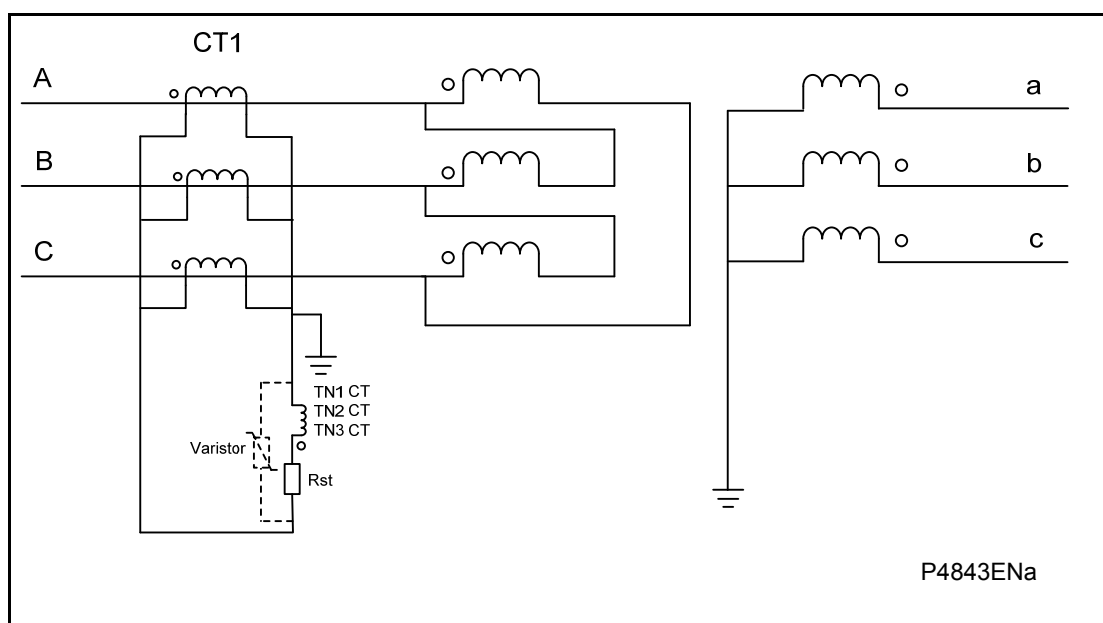 CT1
A
a
B
b
C
c
TN1 CT
TN2 CT
TN3 CT
Varistor
Rst
P4843ENa